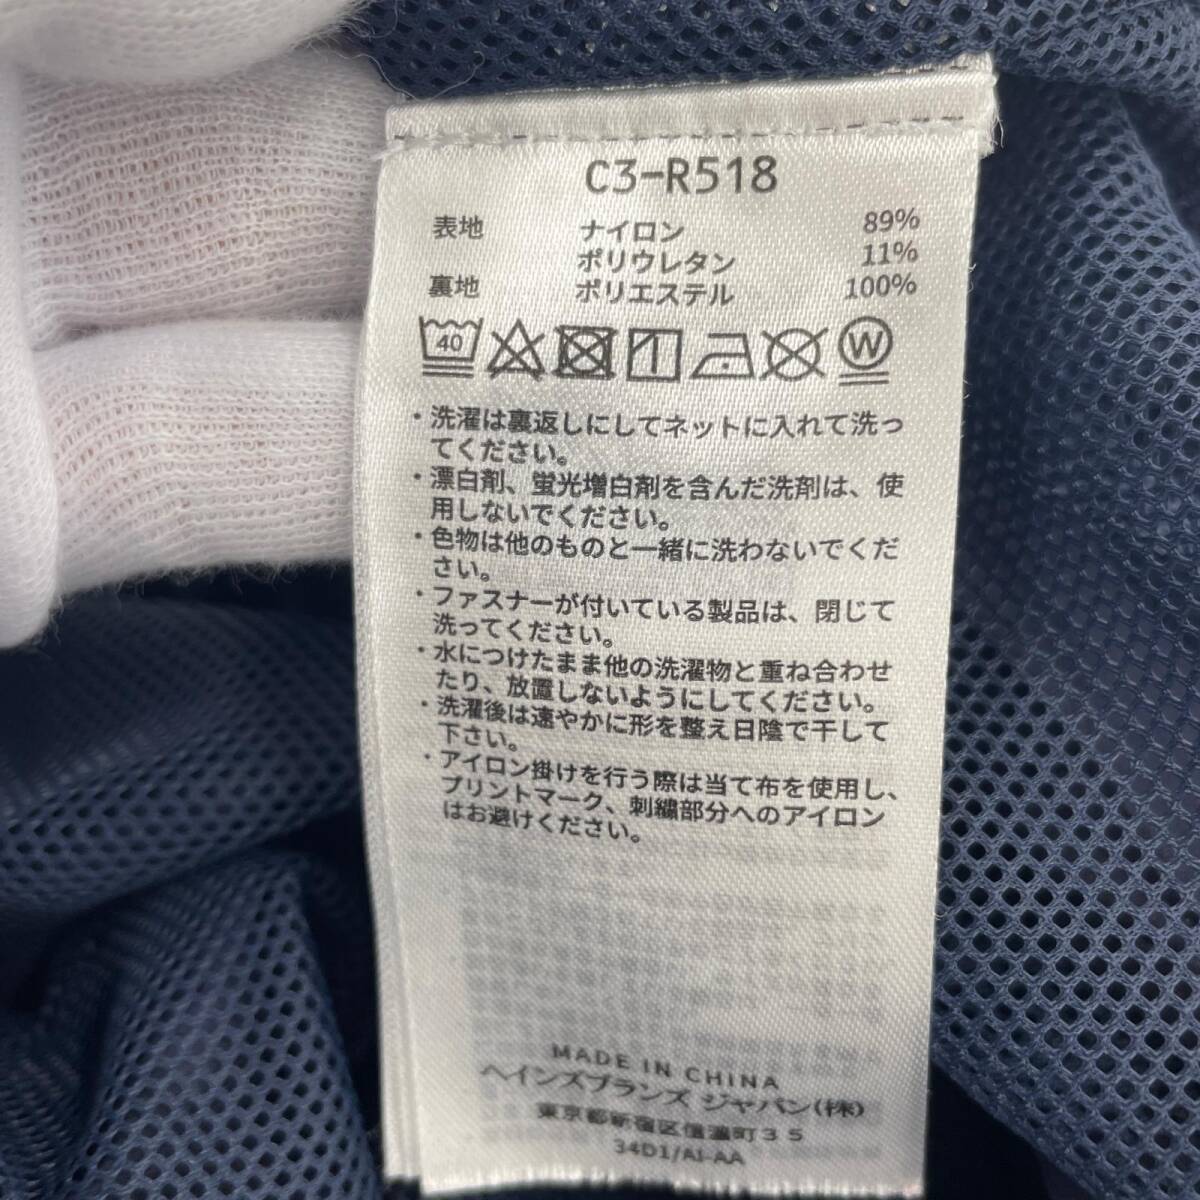 C3-R518
表地 ナイロン 89%
ポリウレタン 11%
裏地 ポリエステル 100%
40 W
・洗濯は裏返しにしてネットに入れて洗っ
てください。
・漂白剤、蛍光増白剤を含んだ洗剤は、使
用しないでください。
・色物は他のものと一緒に洗わないでくだ
さい。
・ファスナーが付いている製品は、閉じて
洗ってください。
・水につけたまま他の洗濯物と重ね合わせ
たり、放置しないようにしてください。
・洗濯後は速やかに形を整え日陰で干して
下さい。
・アイロン掛けを行う際は当て布を使用し、
プリントマーク、刺繍部分へのアイロン
はお避けください。
MADE IN CHINA
ヘインズブランズ ジャパン(株)
東京都新宿区信濃町35
34D1/AI-AA